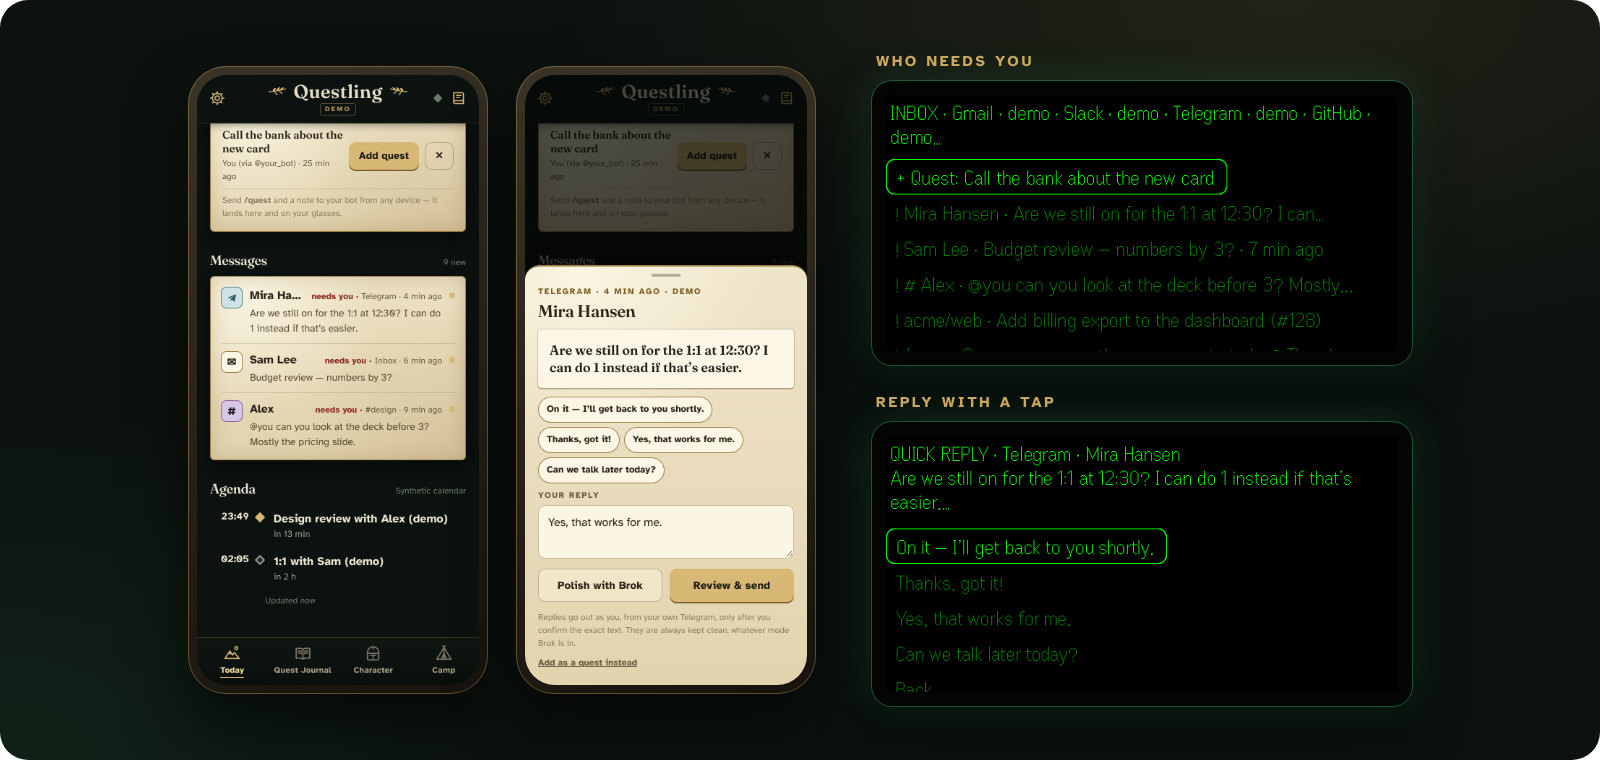 Questling
DEMO
Call the bank about the
new card
You (via @your_bot) · 25 min
ago
Add quest
×
Send /quest and a note to your bot from any device — it
lands here and on your glasses.
Messages
9 new
Mira Ha... needs you · Telegram · 4 min ago
Are we still on for the 1:1 at 12:30? I can do
1 instead if that's easier.
Sam Lee needs you · Inbox · 6 min ago
Budget review — numbers by 3?
# Alex needs you · #design · 9 min ago
@you can you look at the deck before 3?
Mostly the pricing slide.
Agenda
Synthetic calendar
23:49 Design review with Alex (demo)
in 13 min
02:05 1:1 with Sam (demo)
in 2 h
Updated now
Today Quest Journal Character Camp
Questling
DEMO
Call the bank about the
new card
You (via @your_bot) · 25 min
ago
Add quest
×
Send /quest and a note to your bot from any device — it
lands here and on your glasses.
Messages
9 new
TELEGRAM · 4 MIN AGO · DEMO
Mira Hansen
Are we still on for the 1:1 at 12:30? I
can do 1 instead if that's easier.
On it — I'll get back to you shortly.
Thanks, got it! Yes, that works for me.
Can we talk later today?
YOUR REPLY
Yes, that works for me.
Polish with Brok Review & send
Replies go out as you, from your own Telegram, only after you
confirm the exact text. They are always kept clean, whatever mode
Brok is in.
Add as a quest instead
WHO NEEDS YOU
INBOX · Gmail · demo · Slack · demo · Telegram · demo · GitHub ·
demo...
+ Quest: Call the bank about the new card
! Mira Hansen · Are we still on for the 1:1 at 12:30? I can...
! Sam Lee · Budget review — numbers by 3? · 7 min ago
! # Alex · @you can you look at the deck before 3? Mostly...
! acme/web · Add billing export to the dashboard (#128)
REPLY WITH A TAP
QUICK REPLY · Telegram · Mira Hansen
Are we still on for the 1:1 at 12:30? I can do 1 instead if that's
easier...
On it — I'll get back to you shortly.
Thanks, got it!
Yes, that works for me.
Can we talk later today?
Back